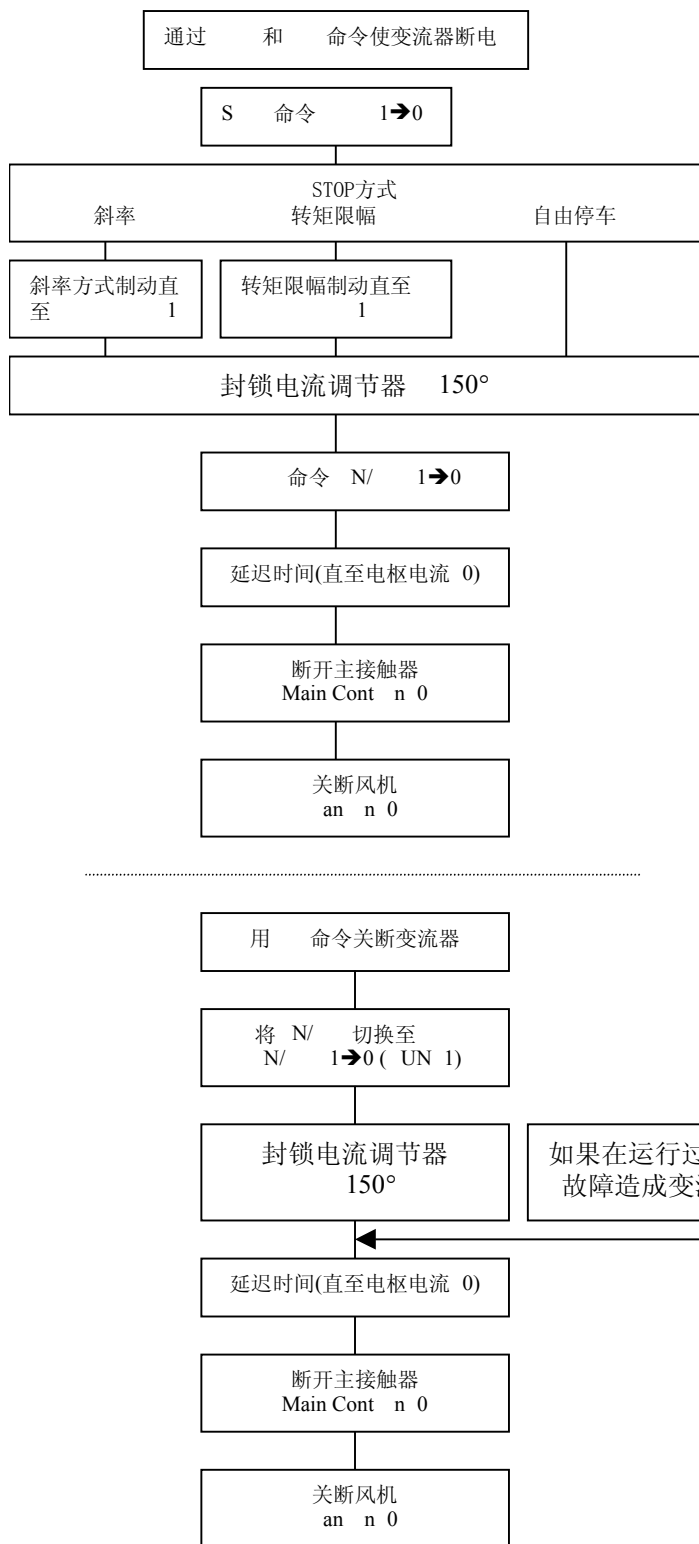 通过 和 命令使变流器断电
S 命令 1➔0
STOP方式
斜率 转矩限幅 自由停车
斜率方式制动直
至 1
转矩限幅制动直至
1
封锁电流调节器 150°
命令 N/ 1➔0
延迟时间(直至电枢电流 0)
断开主接触器
Main Cont n 0
关断风机
an n 0
用 命令关断变流器
将 N/ 切换至
N/ 1➔0 ( UN 1)
封锁电流调节器
150°
如果在运行过
故障造成变
延迟时间(直至电枢电流 0)
断开主接触器
Main Cont n 0
关断风机
an n 0